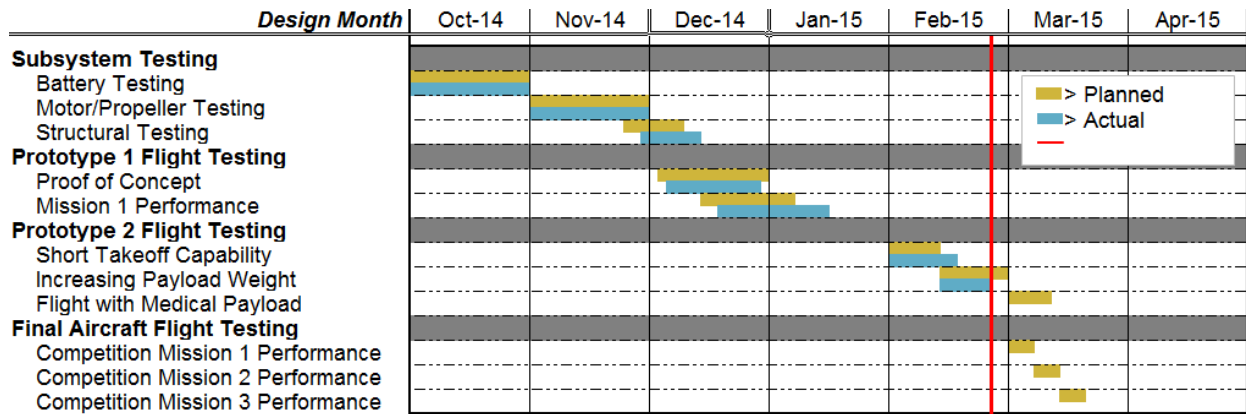 Design Month Oct-14 Nov-14 Dec-14 Jan-15 Feb-15 Mar-15 Apr-15
Subsystem Testing
Battery Testing
> Planned
Motor/Propeller Testing
> Actual
Structural Testing
Prototype 1 Flight Testing
Proof of Concept
Mission 1 Performance
Prototype 2 Flight Testing
Short Takeoff Capability
Increasing Payload Weight
Flight with Medical Payload
Final Aircraft Flight Testing
Competition Mission 1 Performance
Competition Mission 2 Performance
Competition Mission 3 Performance